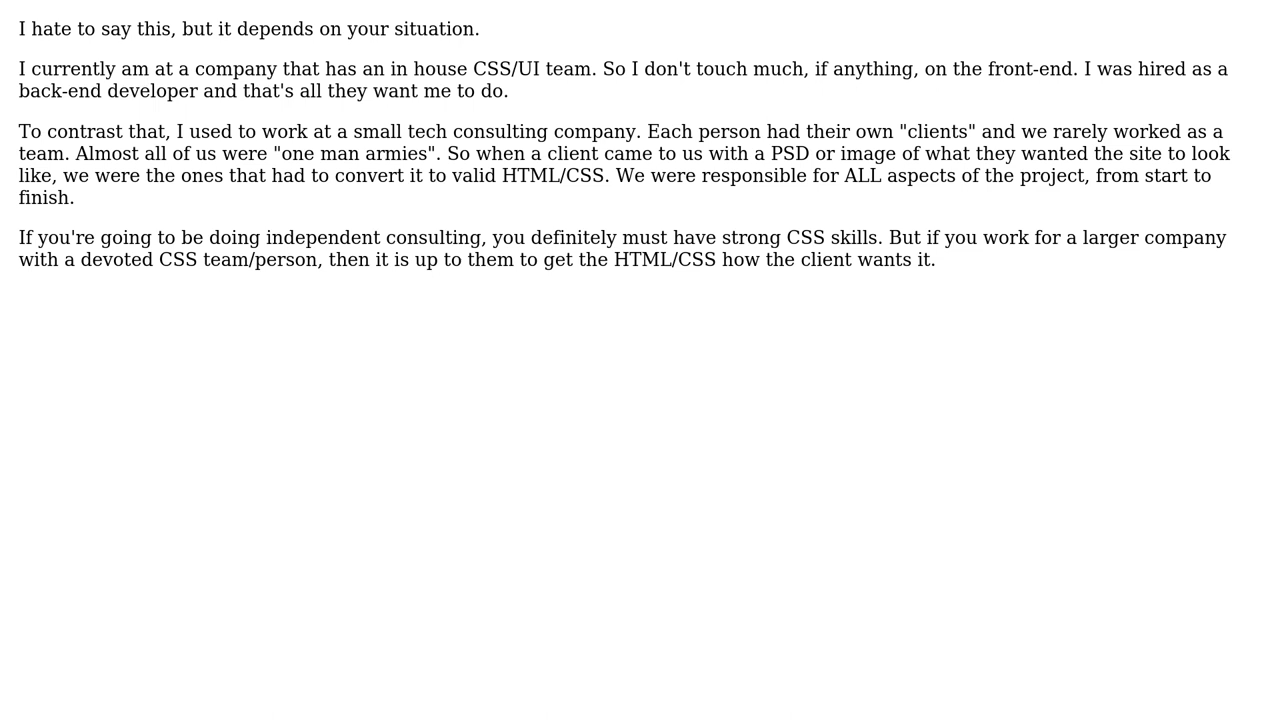 I hate to say this, but it depends on your situation.
I currently am at a company that has an in house CSS/UI team. So I don't touch much, if anything, on the front-end. I was hired as a
back-end developer and that's all they want me to do.
To contrast that, I used to work at a small tech consulting company. Each person had their own "clients" and we rarely worked as a
team. Almost all of us were "one man armies". So when a client came to us with a PSD or image of what they wanted the site to look
like, we were the ones that had to convert it to valid HTML/CSS. We were responsible for ALL aspects of the project, from start to
finish.
If you're going to be doing independent consulting, you definitely must have strong CSS skills. But if you work for a larger company
with a devoted CSS team/person, then it is up to them to get the HTML/CSS how the client wants it.